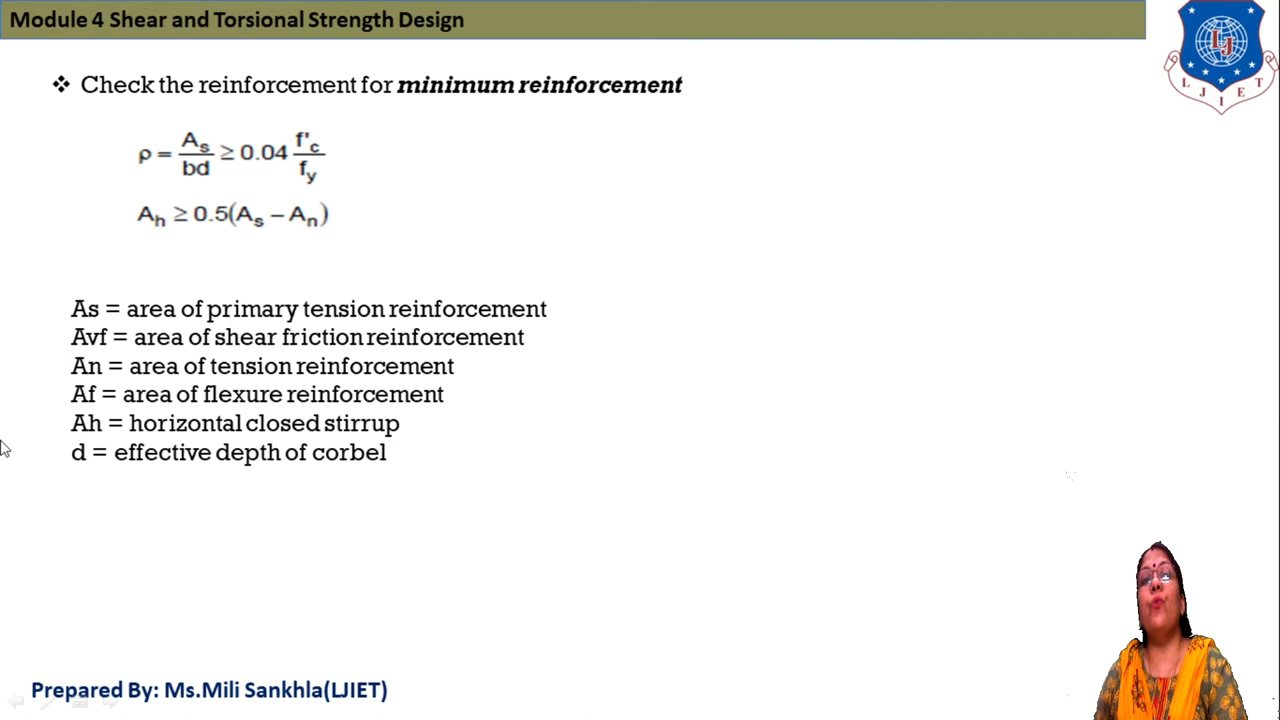 Module 4 Shear and Torsional Strength Design
LJ
L J I E T
❖ Check the reinforcement for minimum reinforcement
ρ = As/bd ≥ 0.04 f'c/fy
Ah ≥ 0.5(As – An)
As = area of primary tension reinforcement
Avf = area of shear friction reinforcement
An = area of tension reinforcement
Af = area of flexure reinforcement
Ah = horizontal closed stirrup
d = effective depth of corbel
Prepared By: Ms.Mili Sankhla(LJIET)